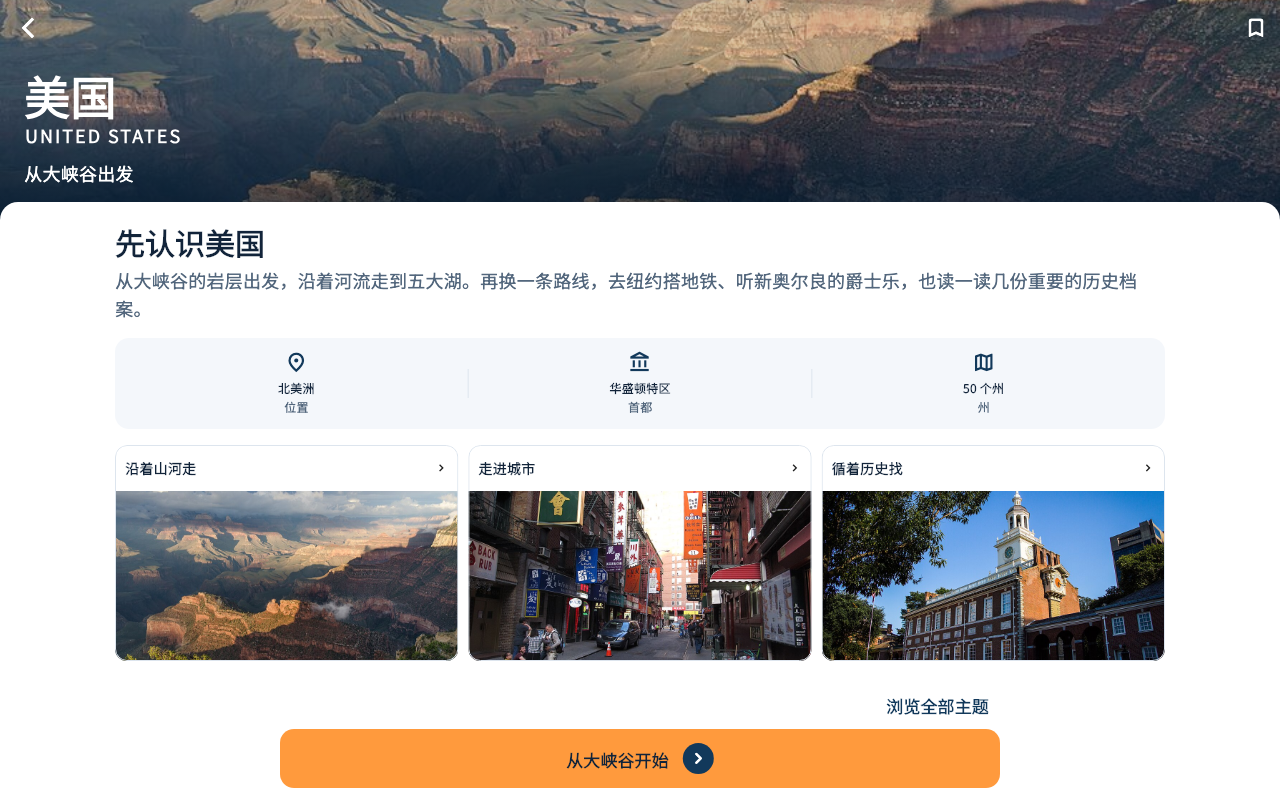 美国
UNITED STATES
从大峡谷出发
先认识美国
从大峡谷的岩层出发，沿着河流走到五大湖。再换一条路线，去纽约搭地铁、听新奥尔良的爵士乐，也读一读几份重要的历史档
案。
北美洲
位置
华盛顿特区
首都
50 个州
州
沿着山河走
走进城市
循着历史找
BACK
RUB
會
川外
浏览全部主题
从大峡谷开始